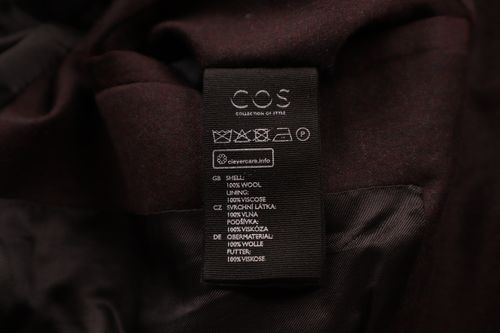 COS
COLLECTION OF STYLE
P
clevercare.info
GB SHELL:
100% WOOL
LINING:
100% VISCOSE
CZ SVRCHNÍ LÁTKA:
100% VLNA
PODŠÍVKA:
100% VISKÓZA
DE OBERMATERIAL:
100% WOLLE
FUTTER:
100% VISKOSE